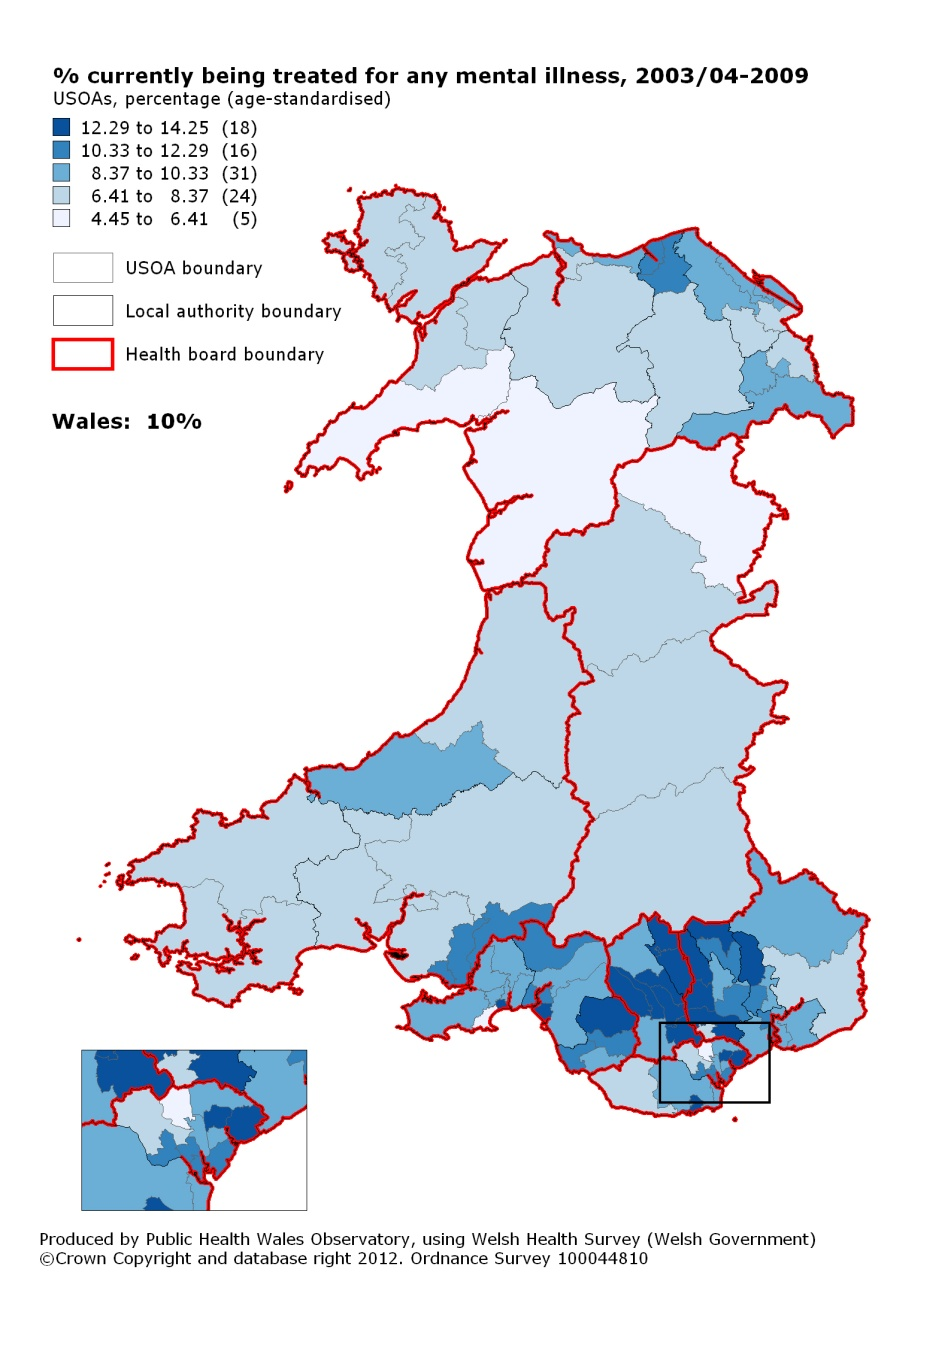 % currently being treated for any mental illness, 2003/04-2009
USOAs, percentage (age-standardised)
12.29 to 14.25 (18)
10.33 to 12.29 (16)
8.37 to 10.33 (31)
6.41 to 8.37 (24)
4.45 to 6.41 (5)
USOA boundary
Local authority boundary
Health board boundary
Wales: 10%
Produced by Public Health Wales Observatory, using Welsh Health Survey (Welsh Government)
©Crown Copyright and database right 2012. Ordnance Survey 100044810